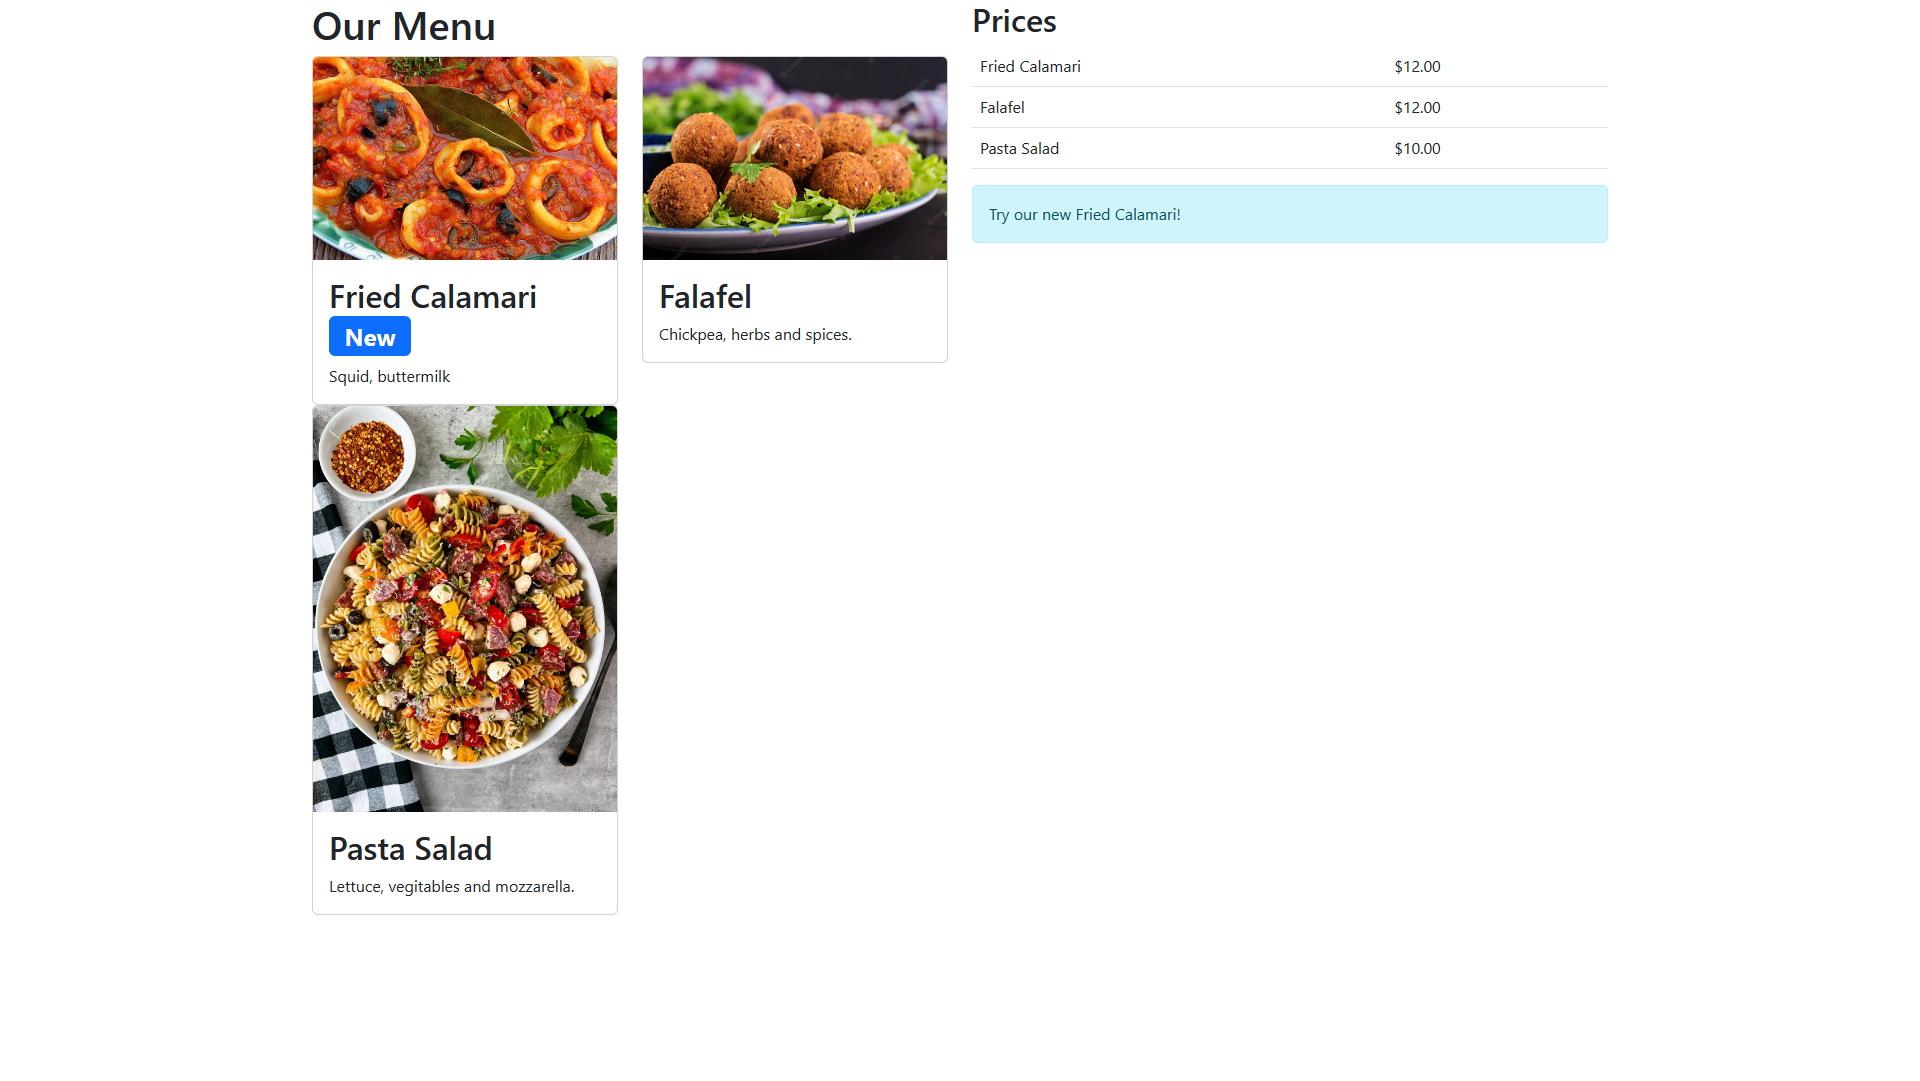 Our Menu
Fried Calamari
New
Squid, buttermilk
Falafel
Chickpea, herbs and spices.
Pasta Salad
Lettuce, vegitables and mozzarella.
Prices
Fried Calamari $12.00
Falafel $12.00
Pasta Salad $10.00
Try our new Fried Calamari!